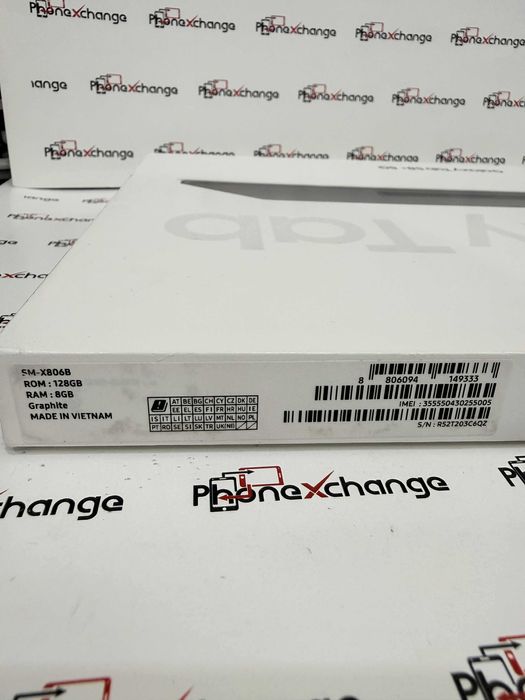 PhoneXchange PhoneXchange PhoneXchange PhoneXchange PhoneXchange
ange PhoneXchange PhoneXchange PhoneXchange PhoneXchange
PhoneXchange
Tab
SM-X806B
ROM : 128GB
RAM : 8GB
Graphite
MADE IN VIETNAM
AT BE BG CH CY CZ DK DE
EE EL ES FI FR HR HU IE
IS IT LI LT LU LV MT NL NO PL
PT RO SE SI SK TR UK(NI)
8 806094 149333
IMEI : 355550430255005
S/N : R52T203C6QZ
change PhoneXchange
PhoneXchange